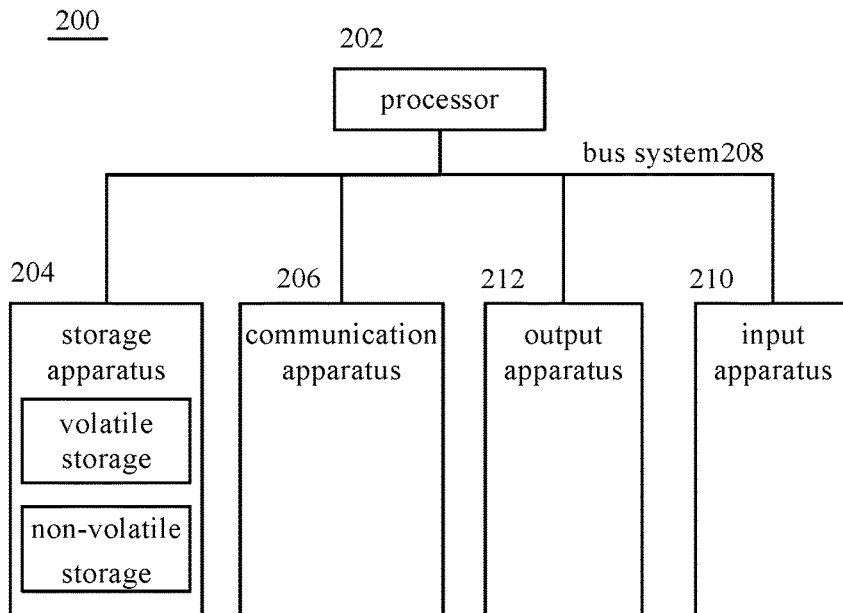 200
202
processor
bus system208
204
206
212
210
storage
apparatus
volatile
storage
non-volatile
storage
communication
apparatus
output
apparatus
input
apparatus